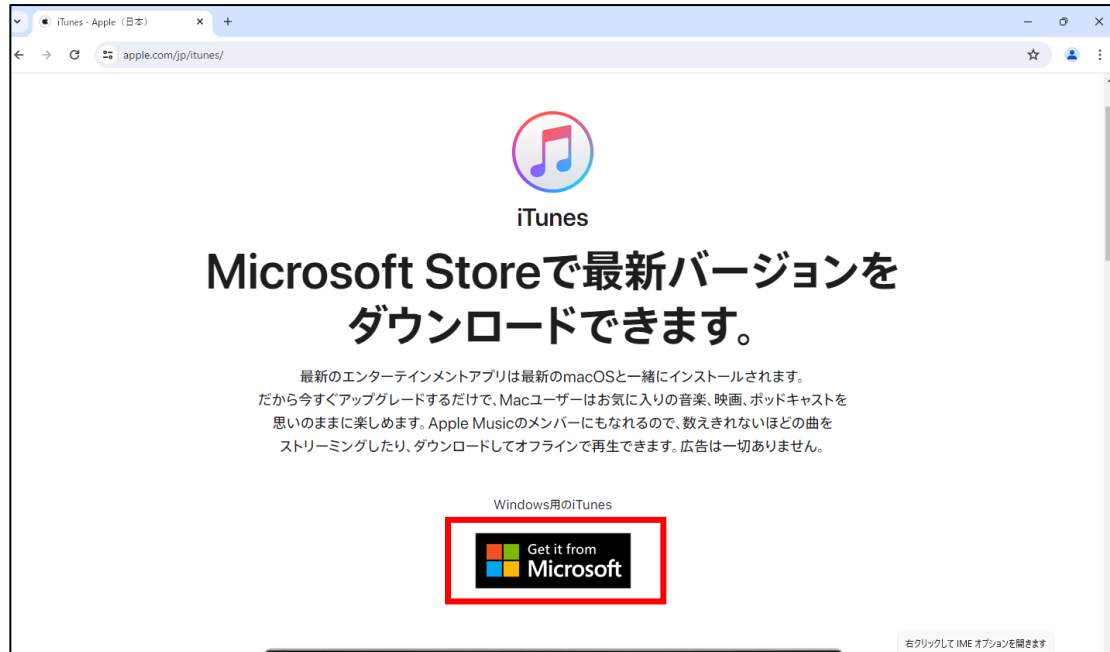 iTunes - Apple（日本）
apple.com/jp/itunes/
iTunes
Microsoft Storeで最新バージョンを
ダウンロードできます。
最新のエンターテインメントアプリは最新のmacOSと一緒にインストールされます。
だから今すぐアップグレードするだけで、Macユーザーはお気に入りの音楽、映画、ポッドキャストを
思いのままに楽しめます。Apple Musicのメンバーにもなれるので、数えきれないほどの曲を
ストリーミングしたり、ダウンロードしてオフラインで再生できます。広告は一切ありません。
Windows用のiTunes
Get it from
Microsoft
右クリックして IME オプションを開きます